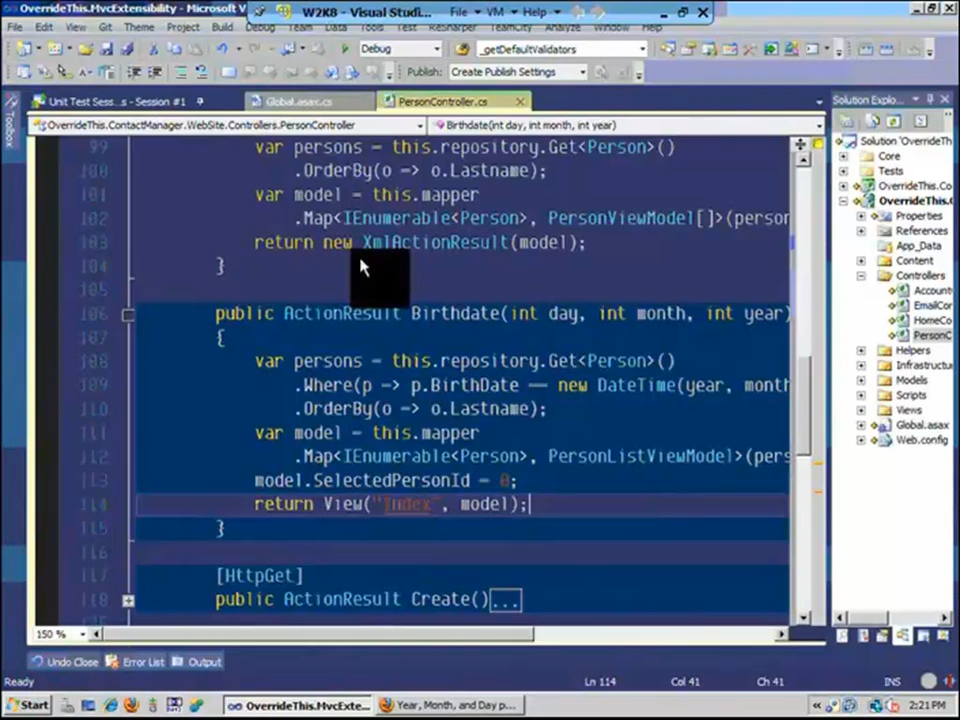 OverrideThis.MvcExtensibility - Microsoft V
W2K8 - Visual Studi... File VM Help
File Edit View Git Theme Project Build Debug Team Data Tools Test ReSharper Architecture Analyze Window Help
Debug _getDefaultValidators
Publish: Create Publish Settings
Unit Test Sess...s - Session #1 Global.asax.cs PersonController.cs
OverrideThis.ContactManager.WebSite.Controllers.PersonController Birthdate(int day, int month, int year)
Toolbox
99 var persons = this.repository.Get<Person>()
100 .OrderBy(o => o.Lastname);
101 var model = this.mapper
102 .Map<IEnumerable<Person>, PersonViewModel[]>(person
103 return new XmlActionResult(model);
104 }
105
106 public ActionResult Birthdate(int day, int month, int year)
107 {
108 var persons = this.repository.Get<Person>()
109 .Where(p => p.BirthDate == new DateTime(year, month
110 .OrderBy(o => o.Lastname);
111 var model = this.mapper
112 .Map<IEnumerable<Person>, PersonListViewModel>(pers
113 model.SelectedPersonId = 0;
114 return View("Index", model);
115 }
116
117 [HttpGet]
118 public ActionResult Create()...
150 %
Solution Explo...
Solution 'OverrideTh
Core
Tests
OverrideThis.Co
OverrideThis.
Properties
References
App_Data
Content
Controllers
Account
EmailCor
HomeCo
PersonC
Helpers
Infrastructu
Models
Scripts
Views
Global.asax
Web.config
Undo Close Error List Output
Ready Ln 114 Col 41 Ch 41 INS
Start OverrideThis.MvcExte... Year, Month, and Day p... 2:21 PM